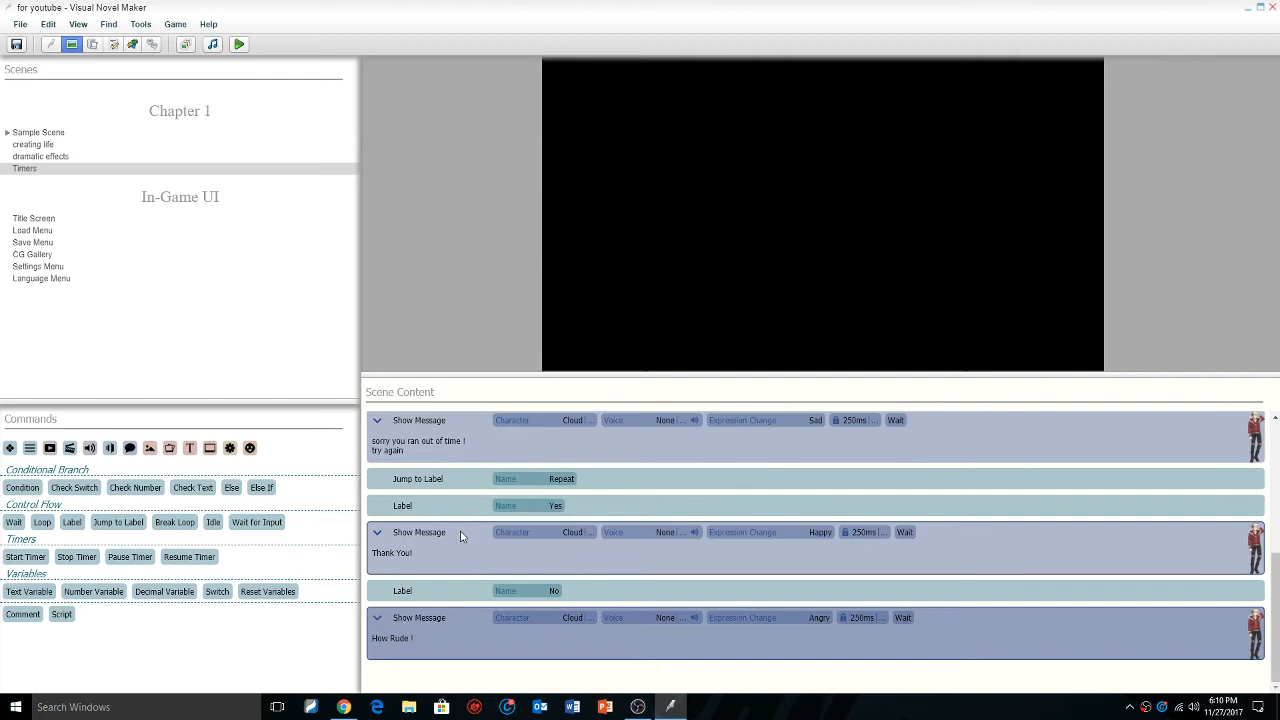 for youtube - Visual Novel Maker
File Edit View Find Tools Game Help
Scenes
Chapter 1
Sample Scene
creating life
dramatic effects
Timers
In-Game UI
Title Screen
Load Menu
Save Menu
CG Gallery
Settings Menu
Language Menu
Commands
Conditional Branch
Condition Check Switch Check Number Check Text Else Else If
Control Flow
Wait Loop Label Jump to Label Break Loop Idle Wait for Input
Timers
Start Timer Stop Timer Pause Timer Resume Timer
Variables
Text Variable Number Variable Decimal Variable Switch Reset Variables
Comment Script
Scene Content
Show Message Character Cloud ... Voice None ... Expression Change Sad 250ms ... Wait
sorry you ran out of time !
try again
Jump to Label Name Repeat
Label Name Yes
Show Message Character Cloud ... Voice None ... Expression Change Happy 250ms ... Wait
Thank You!
Label Name No
Show Message Character Cloud ... Voice None ... Expression Change Angry 250ms ... Wait
How Rude !
Search Windows
6:10 PM
11/27/2017